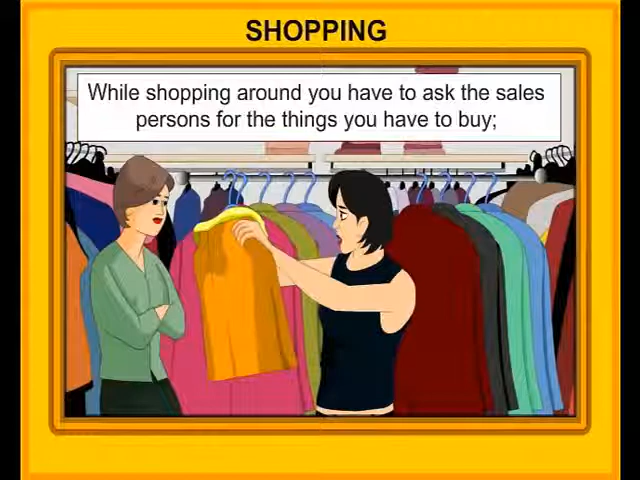 SHOPPING
While shopping around you have to ask the sales
persons for the things you have to buy;